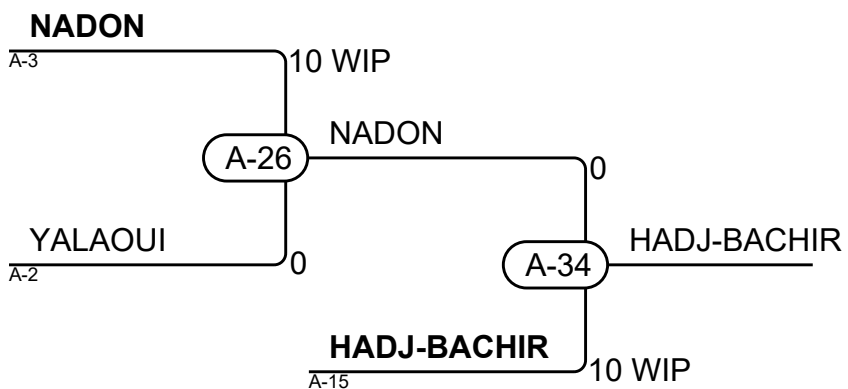 NADON
A-3
10 WIP
A-26
NADON
0
YALAOUI
A-2
0
A-34
HADJ-BACHIR
HADJ-BACHIR
A-15
10 WIP